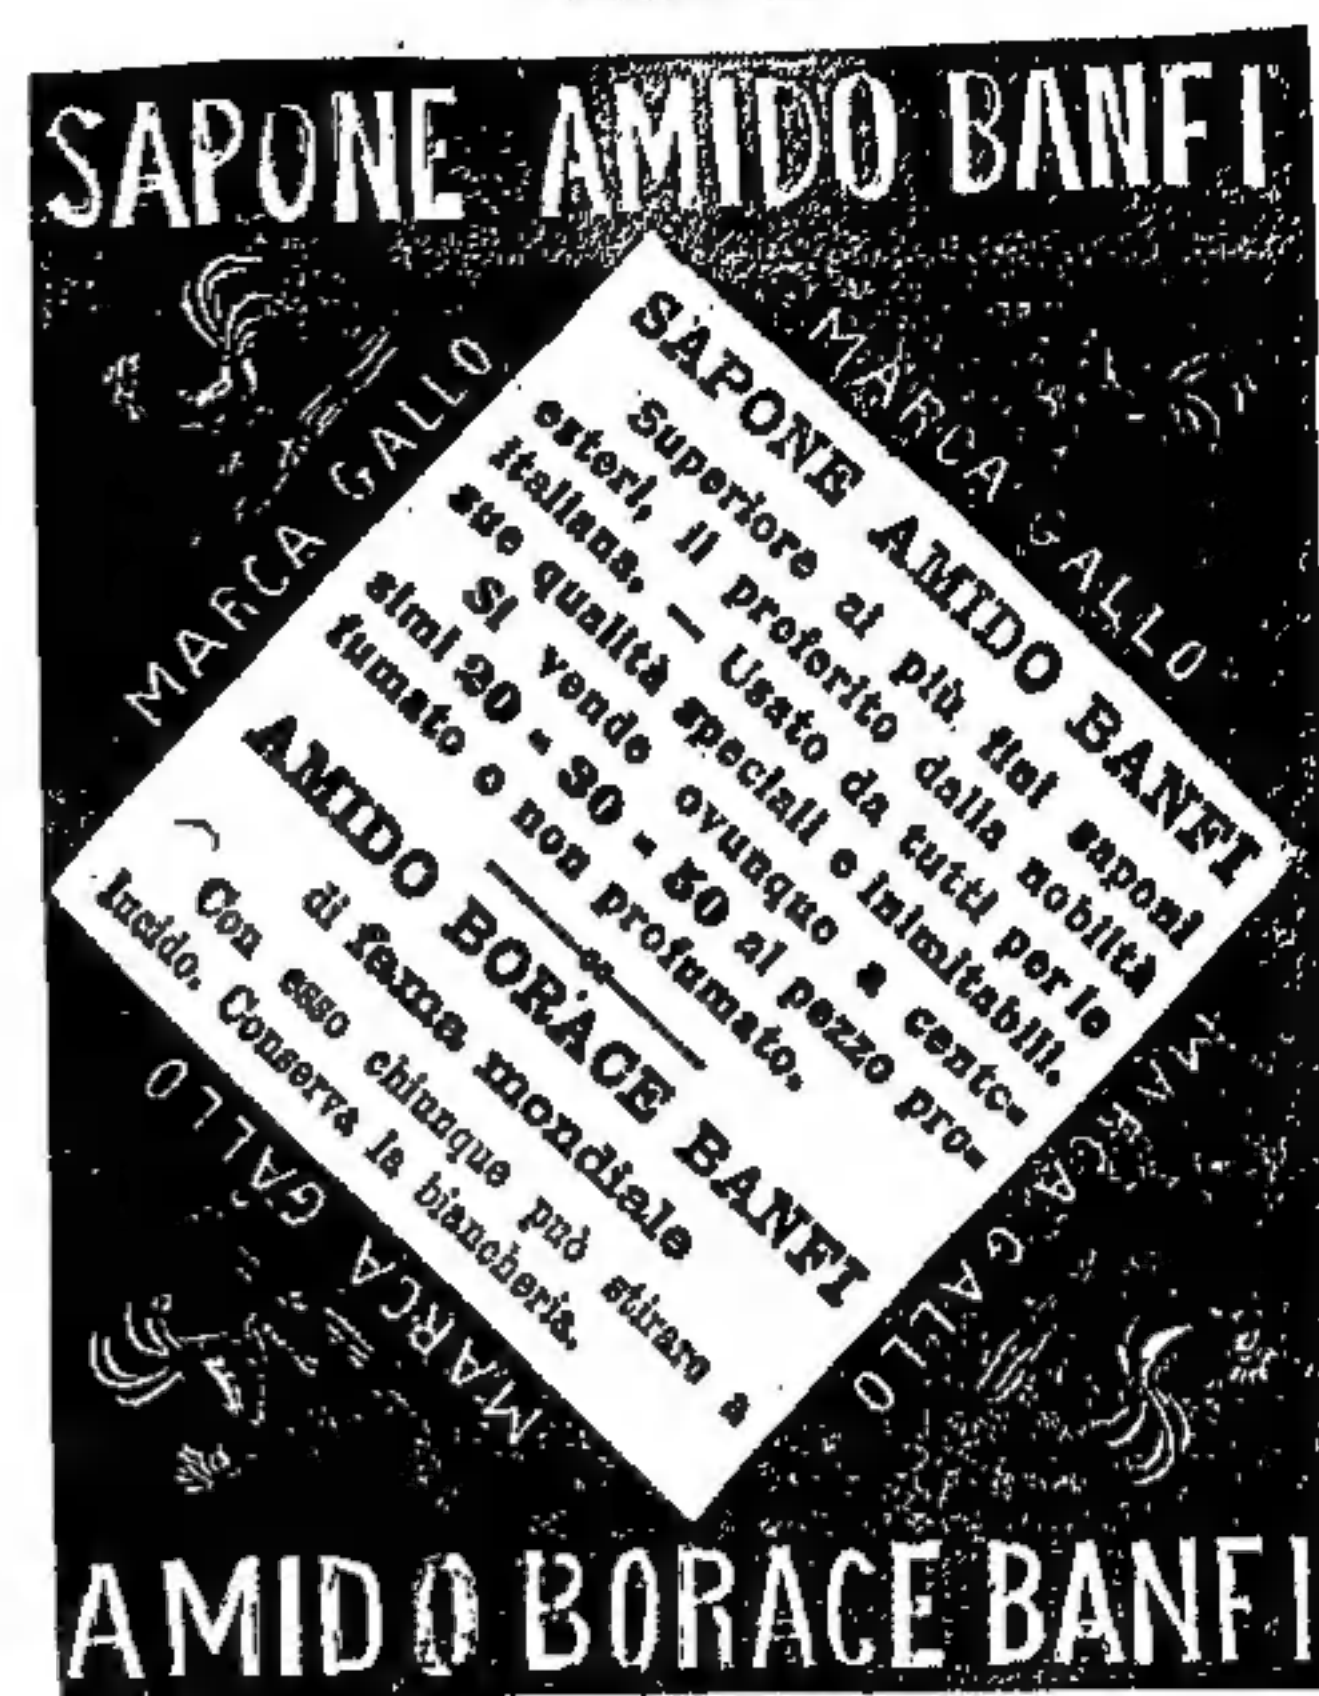 SAPONE AMIDO BANFI
MARCA GALLO
MARCA GALLO
SAPONE AMIDO BANFI
Superiore ai più fini saponi
esteri, il preferito dalla nobiltà
italiana. — Usato da tutti per le
sue qualità speciali e inimitabili.
Si vende ovunque a cente-
simi 20 - 30 - 50 al pezzo pro-
fumato e non profumato.
AMIDO BORACE BANFI
di fama mondiale
Con esso chiunque può stirare a
lucido. Conserva la biancheria.
MARCA GALLO
MARCA GALLO
AMIDO BORACE BANFI